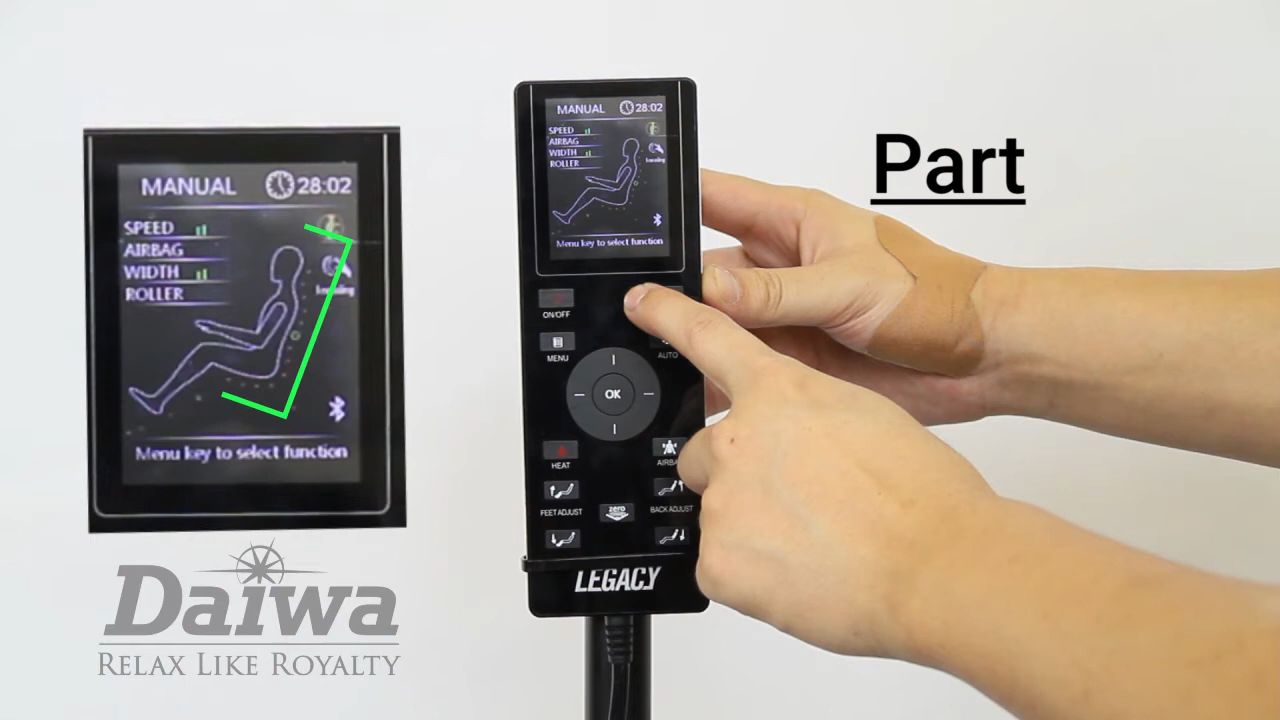 MANUAL 28:02
SPEED
AIRBAG
WIDTH
ROLLER
Menu key to select function
Daiwa
RELAX LIKE ROYALTY
MANUAL 28:02
SPEED
AIRBAG
WIDTH
ROLLER
Menu key to select function
ON/OFF
MENU
AUTO
OK
HEAT
FEET ADJUST
zero
BACK ADJUST
LEGACY
Part